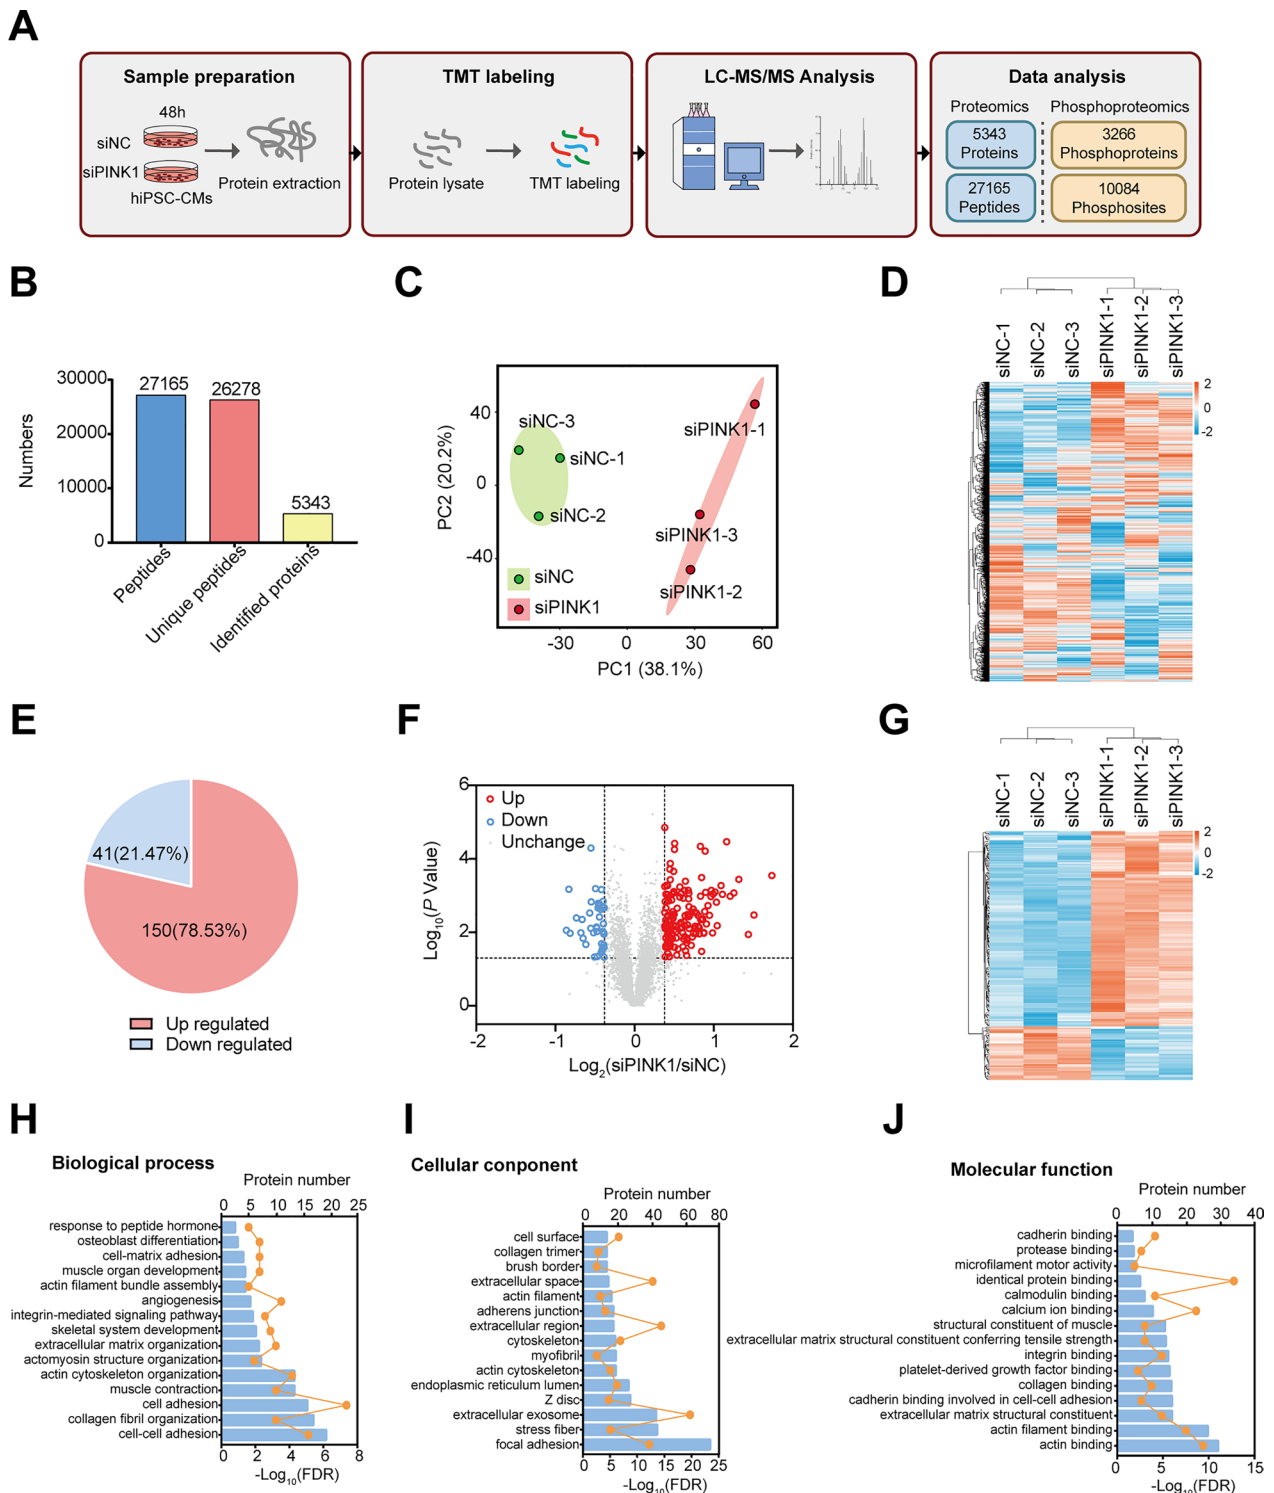 A
Sample preparation
48h
siNC
siPINK1
hiPSC-CMs
Protein extraction
TMT labeling
Protein lysate
TMT labeling
LC-MS/MS Analysis
Data analysis
Proteomics
Phosphoproteomics
5343
Proteins
3266
Phosphoproteins
27165
Peptides
10084
Phosphosites
B
Numbers
30000
20000
10000
0
27165
26278
5343
Peptides
Unique peptides
Identified proteins
C
PC2 (20.2%)
40
0
-40
siNC-3
siNC-1
siNC-2
siPINK1-1
siPINK1-3
siPINK1-2
siNC
siPINK1
-30
0
30
60
PC1 (38.1%)
D
siNC-1
siNC-2
siNC-3
siPINK1-1
siPINK1-2
siPINK1-3
2
0
-2
E
41(21.47%)
150(78.53%)
Up regulated
Down regulated
F
Log10(P Value)
6
4
2
0
Up
Down
Unchange
-2
-1
0
1
2
Log2(siPINK1/siNC)
G
siNC-1
siNC-2
siNC-3
siPINK1-1
siPINK1-2
siPINK1-3
2
0
-2
H
Biological process
Protein number
0 5 10 15 20 25
response to peptide hormone
osteoblast differentiation
cell-matrix adhesion
muscle organ development
actin filament bundle assembly
angiogenesis
integrin-mediated signaling pathway
skeletal system development
extracellular matrix organization
actomyosin structure organization
actin cytoskeleton organization
muscle contraction
cell adhesion
collagen fibril organization
cell-cell adhesion
0 2 4 6 8
-Log10(FDR)
I
Cellular component
Protein number
0 20 40 60 80
cell surface
collagen trimer
brush border
extracellular space
actin filament
adherens junction
extracellular region
cytoskeleton
myofibril
actin cytoskeleton
endoplasmic reticulum lumen
Z disc
extracellular exosome
stress fiber
focal adhesion
0 5 10 15 20 25
-Log10(FDR)
J
Molecular function
Protein number
0 10 20 30 40
cadherin binding
protease binding
microfilament motor activity
identical protein binding
calmodulin binding
calcium ion binding
structural constituent of muscle
extracellular matrix structural constituent conferring tensile strength
integrin binding
platelet-derived growth factor binding
collagen binding
cadherin binding involved in cell-cell adhesion
extracellular matrix structural constituent
actin filament binding
actin binding
0 5 10 15
-Log10(FDR)